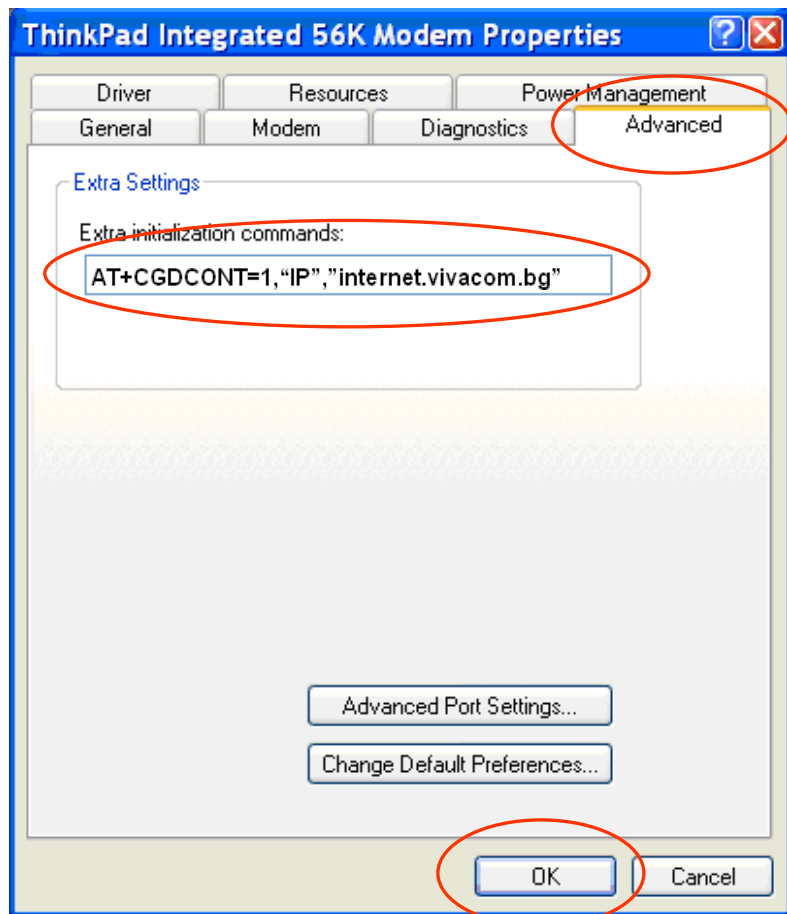 ThinkPad Integrated 56K Modem Properties
Driver Resources Power Management
General Modem Diagnostics Advanced
Extra Settings
Extra initialization commands:
AT+CGDCONT=1,“IP”,”internet.vivacom.bg”
Advanced Port Settings...
Change Default Preferences...
OK Cancel